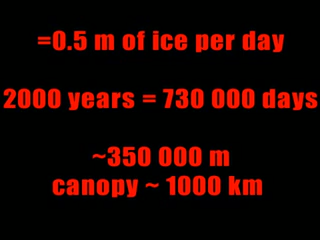 =0.5 m of ice per day
2000 years = 730 000 days
~350 000 m
canopy ~ 1000 km